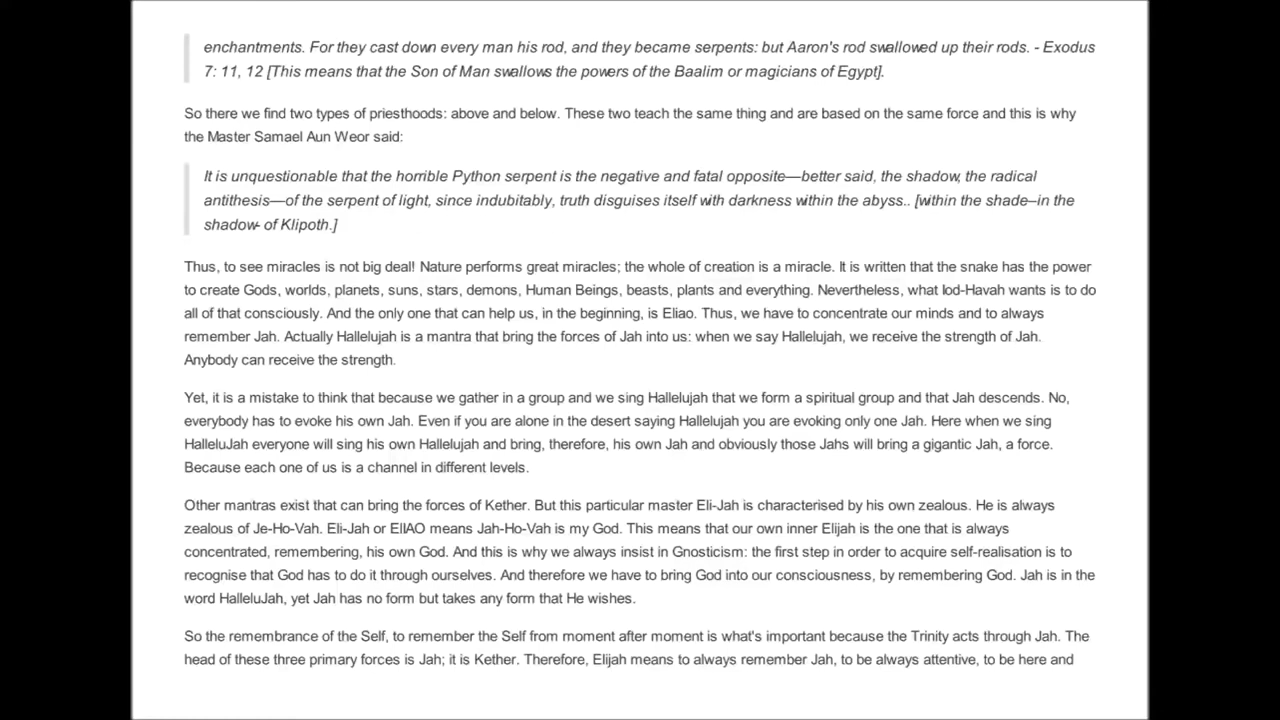 enchantments. For they cast down every man his rod, and they became serpents: but Aaron's rod swallowed up their rods. - Exodus
7: 11, 12 [This means that the Son of Man swallows the powers of the Baalim or magicians of Egypt].
So there we find two types of priesthoods: above and below. These two teach the same thing and are based on the same force and this is why
the Master Samael Aun Weor said:
It is unquestionable that the horrible Python serpent is the negative and fatal opposite—better said, the shadow, the radical
antithesis—of the serpent of light, since indubitably, truth disguises itself with darkness within the abyss.. [within the shade–in the
shadow- of Klipoth.]
Thus, to see miracles is not big deal! Nature performs great miracles; the whole of creation is a miracle. It is written that the snake has the power
to create Gods, worlds, planets, suns, stars, demons, Human Beings, beasts, plants and everything. Nevertheless, what Iod-Havah wants is to do
all of that consciously. And the only one that can help us, in the beginning, is Eliao. Thus, we have to concentrate our minds and to always
remember Jah. Actually Hallelujah is a mantra that bring the forces of Jah into us: when we say Hallelujah, we receive the strength of Jah.
Anybody can receive the strength.
Yet, it is a mistake to think that because we gather in a group and we sing Hallelujah that we form a spiritual group and that Jah descends. No,
everybody has to evoke his own Jah. Even if you are alone in the desert saying Hallelujah you are evoking only one Jah. Here when we sing
HalleluJah everyone will sing his own Hallelujah and bring, therefore, his own Jah and obviously those Jahs will bring a gigantic Jah, a force.
Because each one of us is a channel in different levels.
Other mantras exist that can bring the forces of Kether. But this particular master Eli-Jah is characterised by his own zealous. He is always
zealous of Je-Ho-Vah. Eli-Jah or ElIAO means Jah-Ho-Vah is my God. This means that our own inner Elijah is the one that is always
concentrated, remembering, his own God. And this is why we always insist in Gnosticism: the first step in order to acquire self-realisation is to
recognise that God has to do it through ourselves. And therefore we have to bring God into our consciousness, by remembering God. Jah is in the
word HalleluJah, yet Jah has no form but takes any form that He wishes.
So the remembrance of the Self, to remember the Self from moment after moment is what's important because the Trinity acts through Jah. The
head of these three primary forces is Jah; it is Kether. Therefore, Elijah means to always remember Jah, to be always attentive, to be here and